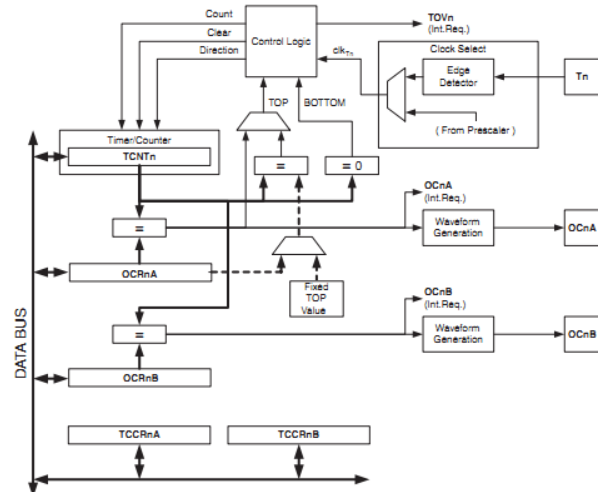 Count
Clear
Direction
Control Logic
TOVn
(Int.Req.)
clkTn
Clock Select
Edge
Detector
Tn
( From Prescaler )
TOP
BOTTOM
Timer/Counter
TCNTn
=
= 0
OCnA
(Int.Req.)
=
Waveform
Generation
OCnA
OCRnA
Fixed
TOP
Value
OCnB
(Int.Req.)
=
Waveform
Generation
OCnB
OCRnB
DATA BUS
TCCRnA
TCCRnB